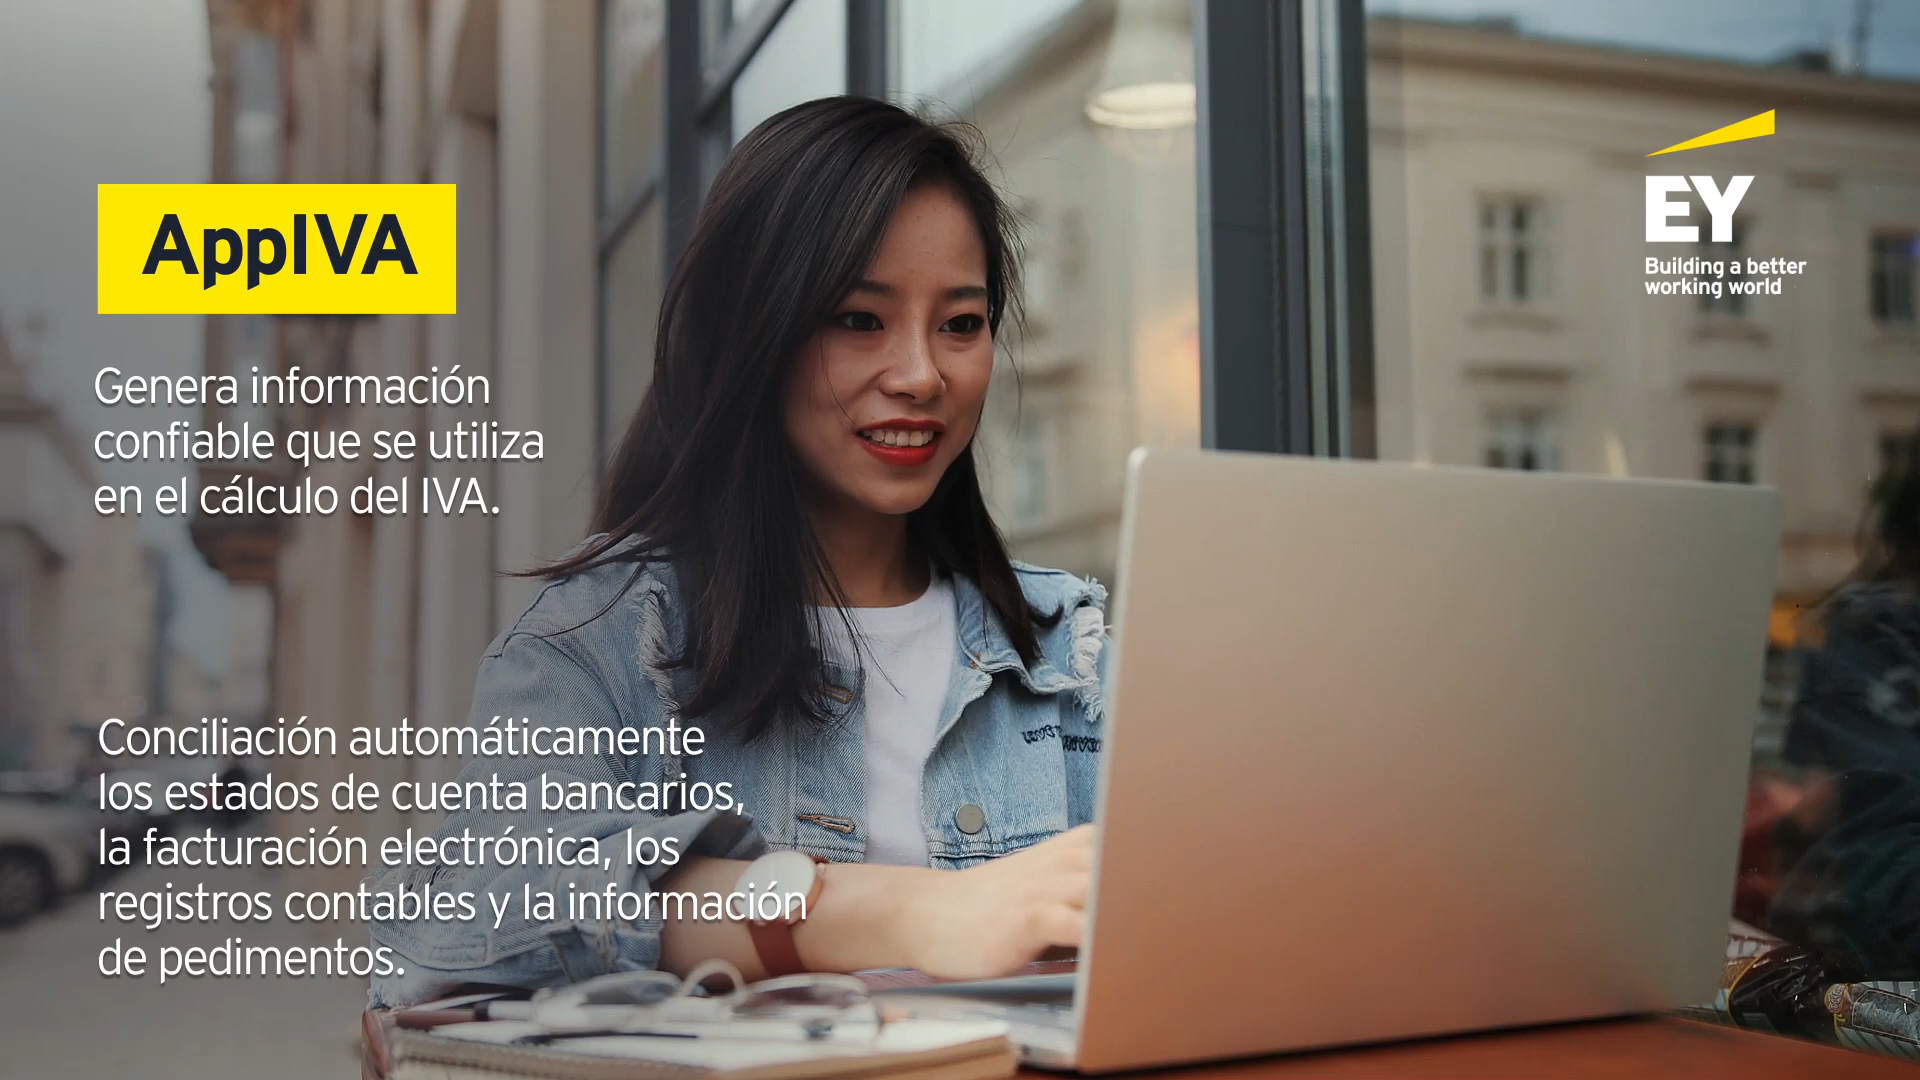 AppIVA
EY
Building a better
working world
Genera información
confiable que se utiliza
en el cálculo del IVA.
Conciliación automáticamente
los estados de cuenta bancarios,
la facturación electrónica, los
registros contables y la información
de pedimentos.